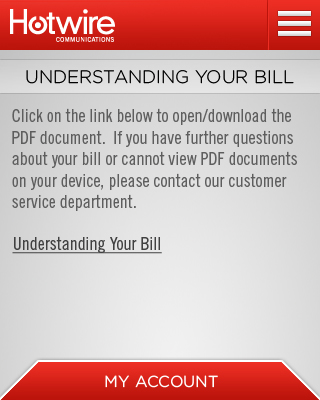 Hotwire
COMMUNICATIONS
UNDERSTANDING YOUR BILL
Click on the link below to open/download the
PDF document. If you have further questions
about your bill or cannot view PDF documents
on your device, please contact our customer
service department.
Understanding Your Bill
MY ACCOUNT